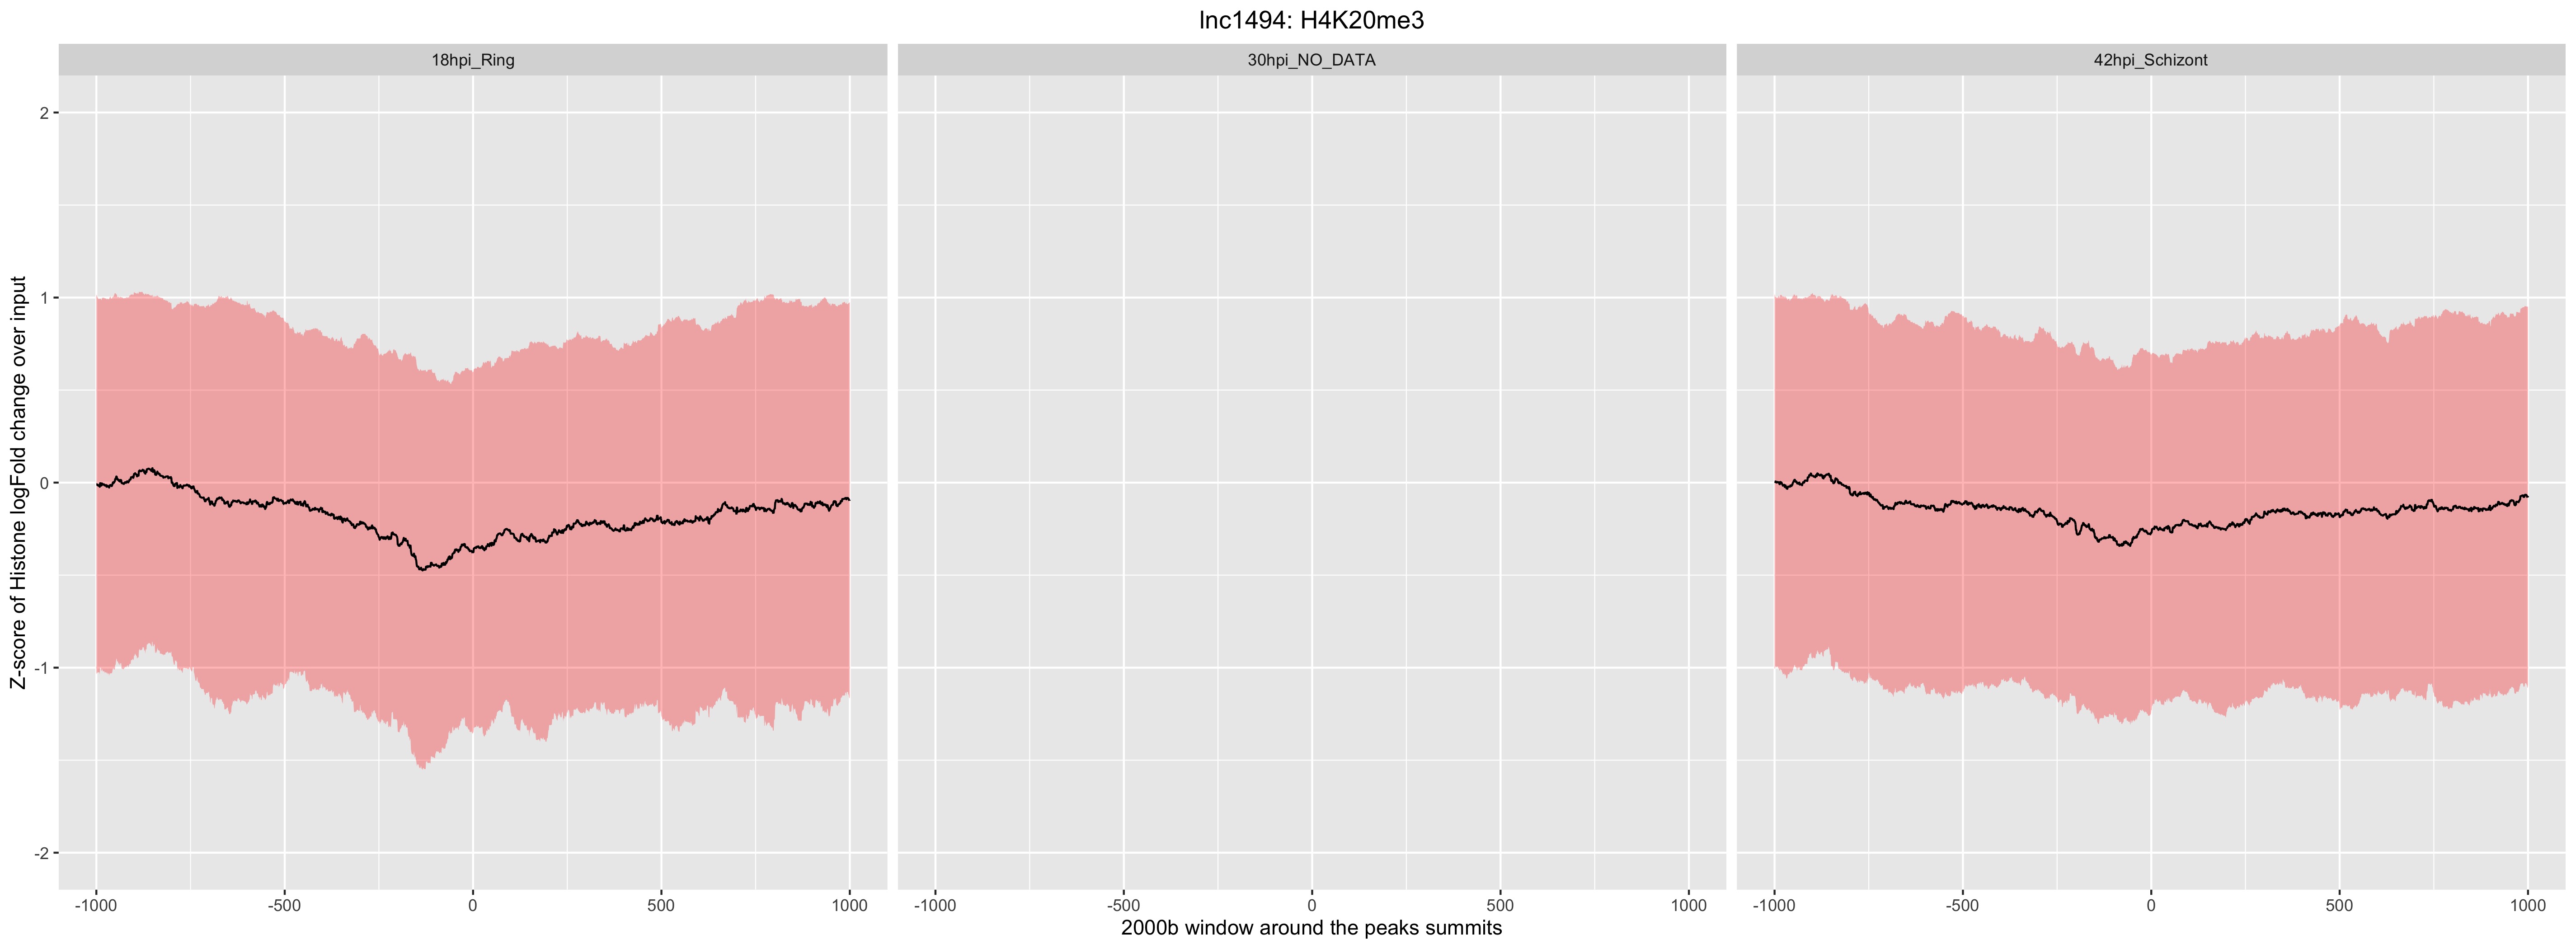 lnc1494: H4K20me3
18hpi_Ring
30hpi_NO_DATA
42hpi_Schizont
Z-score of Histone logFold change over input
2
1
0
-1
-2
-1000 -500 0 500 1000
-1000 -500 0 500 1000
-1000 -500 0 500 1000
2000b window around the peaks summits